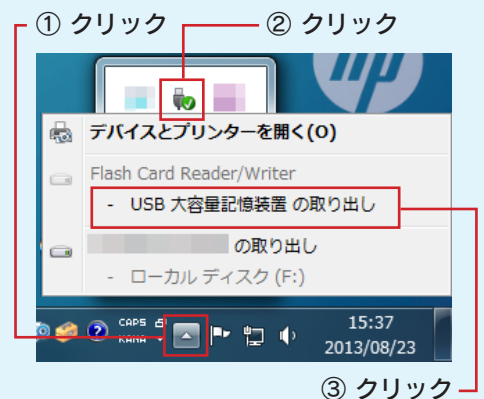 ① クリック
② クリック
hp
デバイスとプリンターを開く(O)
Flash Card Reader/Writer
- USB 大容量記憶装置 の取り出し
の取り出し
- ローカル ディスク (F:)
CAPS
KANA
15:37
2013/08/23
③ クリック